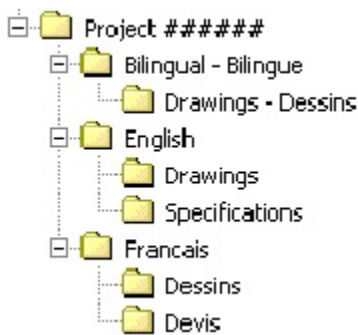 Project ######
Bilingual - Bilingue
Drawings - Dessins
English
Drawings
Specifications
Francais
Dessins
Devis